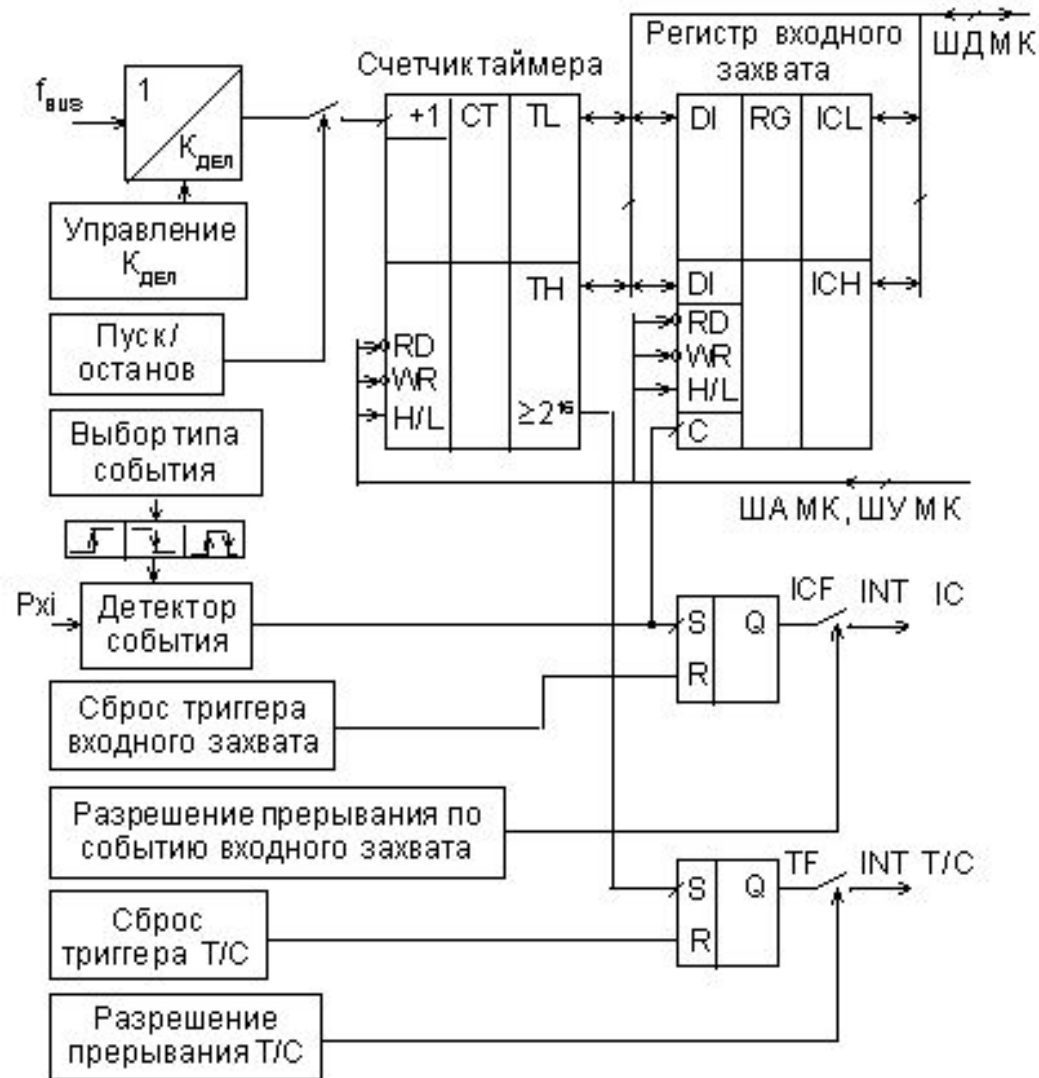 ШДМК
Регистр входного
захвата
Счетчик таймера
f BUS
1
К ДЕЛ
+1 CT TL
DI RG ICL
Управление
К ДЕЛ
TH
DI ICH
Пуск/
останов
RD
WR
H/L
≥2¹⁶
RD
WR
H/L
C
Выбор типа
события
ША МК, ШУ МК
Pxi
Детектор
события
S Q
R
ICF INT IC
Сброс триггера
входного захвата
Разрешение прерывания по
событию входного захвата
S Q
R
TF INT T/C
Сброс
триггера Т/С
Разрешение
прерывания Т/С